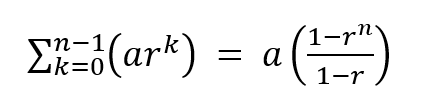 ∑_{k=0}^{n−1}(ar^k) = a((1−r^n)/(1−r))